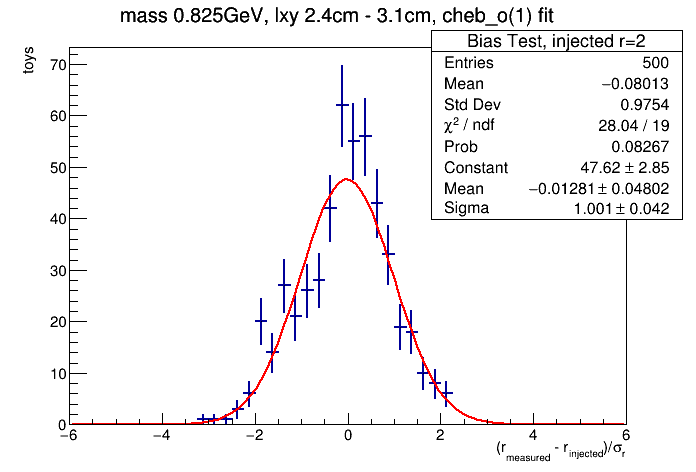 mass 0.825GeV, lxy 2.4cm - 3.1cm, cheb_o(1) fit
toys
Bias Test, injected r=2
Entries 500
Mean −0.08013
Std Dev 0.9754
χ² / ndf 28.04 / 19
Prob 0.08267
Constant 47.62 ± 2.85
Mean −0.01281 ± 0.04802
Sigma 1.001 ± 0.042
70
60
50
40
30
20
10
0
−6 −4 −2 0 2 4 6
(r_measured - r_injected)/σ_r